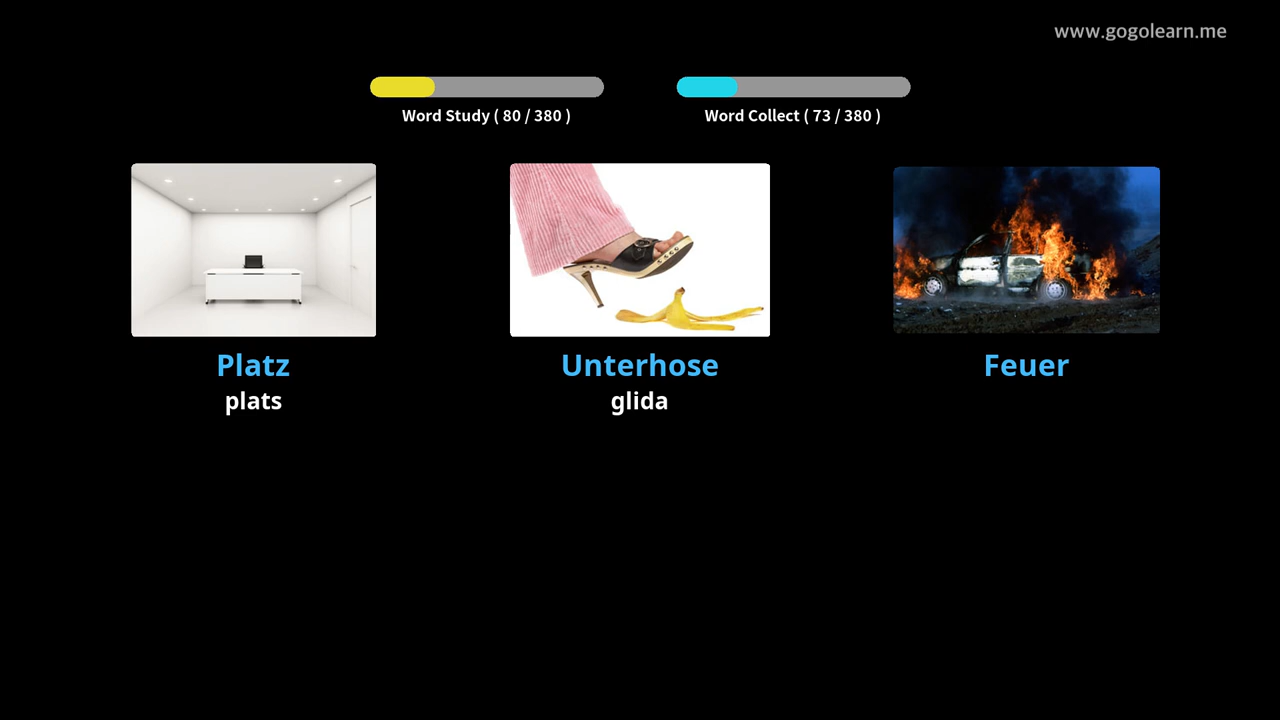 www.gogolearn.me
Word Study ( 80 / 380 )
Word Collect ( 73 / 380 )
Platz
plats
Unterhose
glida
Feuer